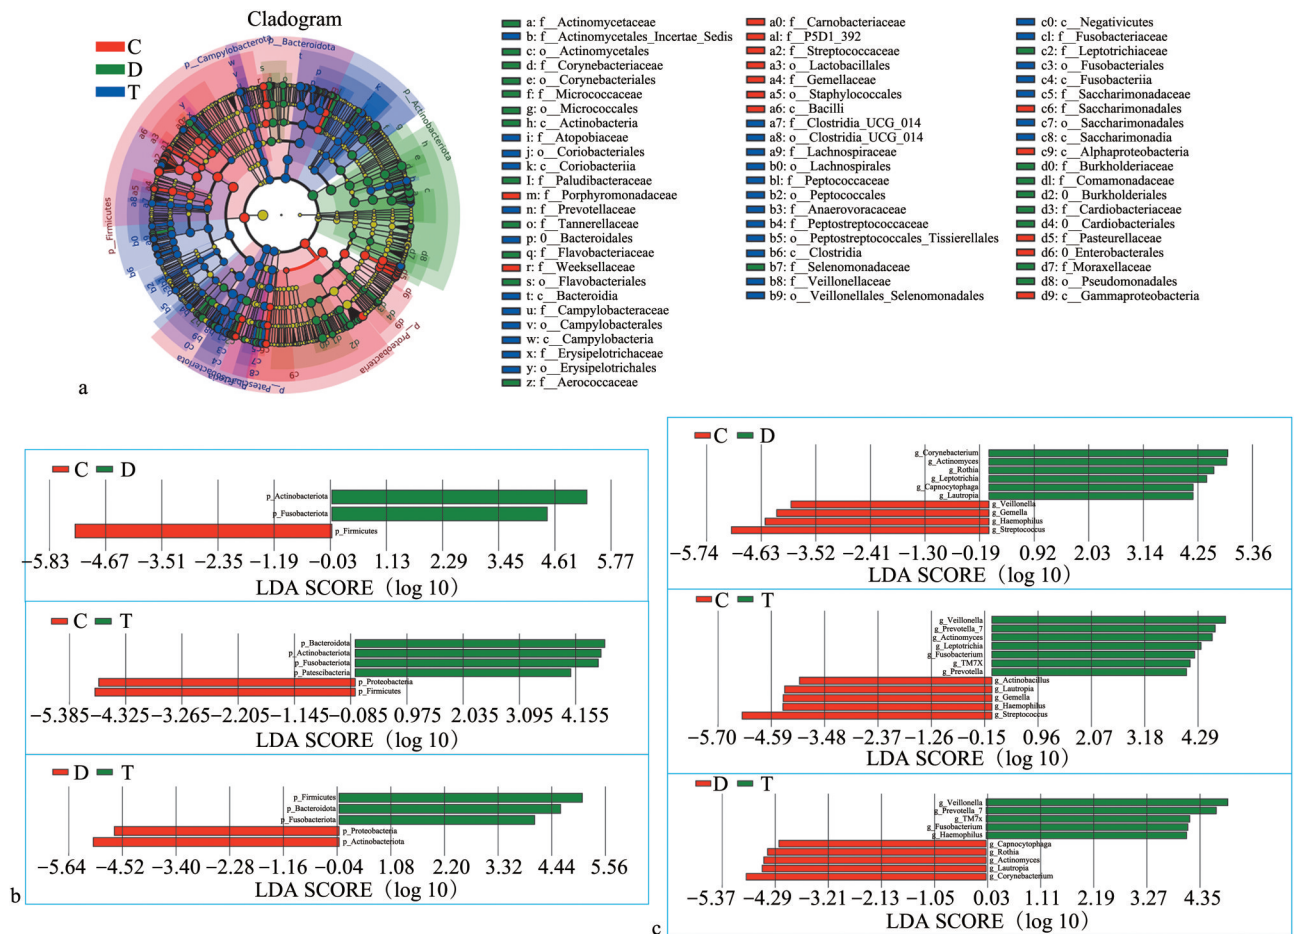 Cladogram
C
D
T
p__Campylobacterota
p__Bacteroidota
p__Actinobacteriota
p__Firmicutes
p__Proteobacteria
a
a: f__Actinomycetaceae
b: f__Actinomycetales_Incertae_Sedis
c: o__Actinomycetales
d: f__Corynebacteriaceae
e: o__Corynebacteriales
f: f__Micrococcaceae
g: o__Micrococcales
h: c__Actinobacteria
i: f__Atopobiaceae
j: o__Coriobacteriales
k: c__Coriobacteriia
I: f__Paludibacteraceae
m: f__Porphyromonadaceae
n: f__Prevotellaceae
o: f__Tannerellaceae
p: 0__Bacteroidales
q: f__Flavobacteriaceae
r: f__Weeksellaceae
s: o__Flavobacteriales
t: c__Bacteroidia
u: f__Campylobacteraceae
v: o__Campylobacterales
w: c__Campylobacteria
x: f__Erysipelotrichaceae
y: o__Erysipelotrichales
z: f__Aerococcaceae
a0: f__Carnobacteriaceae
al: f__P5D1_392
a2: f__Streptococcaceae
a3: o__Lactobacillales
a4: f__Gemellaceae
a5: o__Staphylococcales
a6: c__Bacilli
a7: f__Clostridia_UCG_014
a8: o__Clostridia_UCG_014
a9: f__Lachnospiraceae
b0: o__Lachnospirales
bl: f__Peptococcaceae
b2: o__Peptococcales
b3: f__Anaerovoracaceae
b4: f__Peptostreptococcaceae
b5: o__Peptostreptococcales_Tissierellales
b6: c__Clostridia
b7: f__Selenomonadaceae
b8: f__Veillonellaceae
b9: o__Veillonellales_Selenomonadales
c0: c__Negativicutes
cl: f__Fusobacteriaceae
c2: f__Leptotrichiaceae
c3: o__Fusobacteriales
c4: c__Fusobacteriia
c5: f__Saccharimonadaceae
c6: f__Saccharimonadales
c7: o__Saccharimonadales
c8: c__Saccharimonadia
c9: c__Alphaproteobacteria
d0: f__Burkholderiaceae
dl: f__Comamonadaceae
d2: 0__Burkholderiales
d3: f__Cardiobacteriaceae
d4: 0__Cardiobacteriales
d5: f__Pasteurellaceae
d6: 0_Enterobacterales
d7: f__Moraxellaceae
d8: o__Pseudomonadales
d9: c__Gammaproteobacteria
C D
p_Actinobacteriota
p_Fusobacteriota
p_Firmicutes
−5.83 −4.67 −3.51 −2.35 −1.19 −0.03 1.13 2.29 3.45 4.61 5.77
LDA SCORE（log 10）
C T
p_Bacteroidota
p_Actinobacteriota
p_Fusobacteriota
p_Patescibacteria
p_Proteobacteria
p_Firmicutes
−5.385 −4.325 −3.265 −2.205 −1.145 −0.085 0.975 2.035 3.095 4.155
LDA SCORE（log 10）
D T
p_Firmicutes
p_Bacteroidota
p_Fusobacteriota
p_Proteobacteria
p_Actinobacteriota
−5.64 −4.52 −3.40 −2.28 −1.16 −0.04 1.08 2.20 3.32 4.44 5.56
LDA SCORE（log 10）
b
C D
g_Corynebacterium
g_Actinomyces
g_Rothia
g_Leptotrichia
g_Capnocytophaga
g_Lautropia
g_Veillonella
g_Gemella
g_Haemophilus
g_Streptococcus
−5.74 −4.63 −3.52 −2.41 −1.30 −0.19 0.92 2.03 3.14 4.25 5.36
LDA SCORE（log 10）
C T
g_Veillonella
g_Prevotella_7
g_Actinomyces
g_Leptotrichia
g_Fusobacterium
g_TM7X
g_Prevotella
g_Actinobacillus
g_Lautropia
g_Gemella
g_Haemophilus
g_Streptococcus
−5.70 −4.59 −3.48 −2.37 −1.26 −0.15 0.96 2.07 3.18 4.29
LDA SCORE（log 10）
D T
g_Veillonella
g_Prevotella_7
g_TM7x
g_Fusobacterium
g_Haemophilus
g_Capnocytophaga
g_Rothia
g_Actinomyces
g_Lautropia
g_Corynebacterium
−5.37 −4.29 −3.21 −2.13 −1.05 0.03 1.11 2.19 3.27 4.35
LDA SCORE（log 10）
c